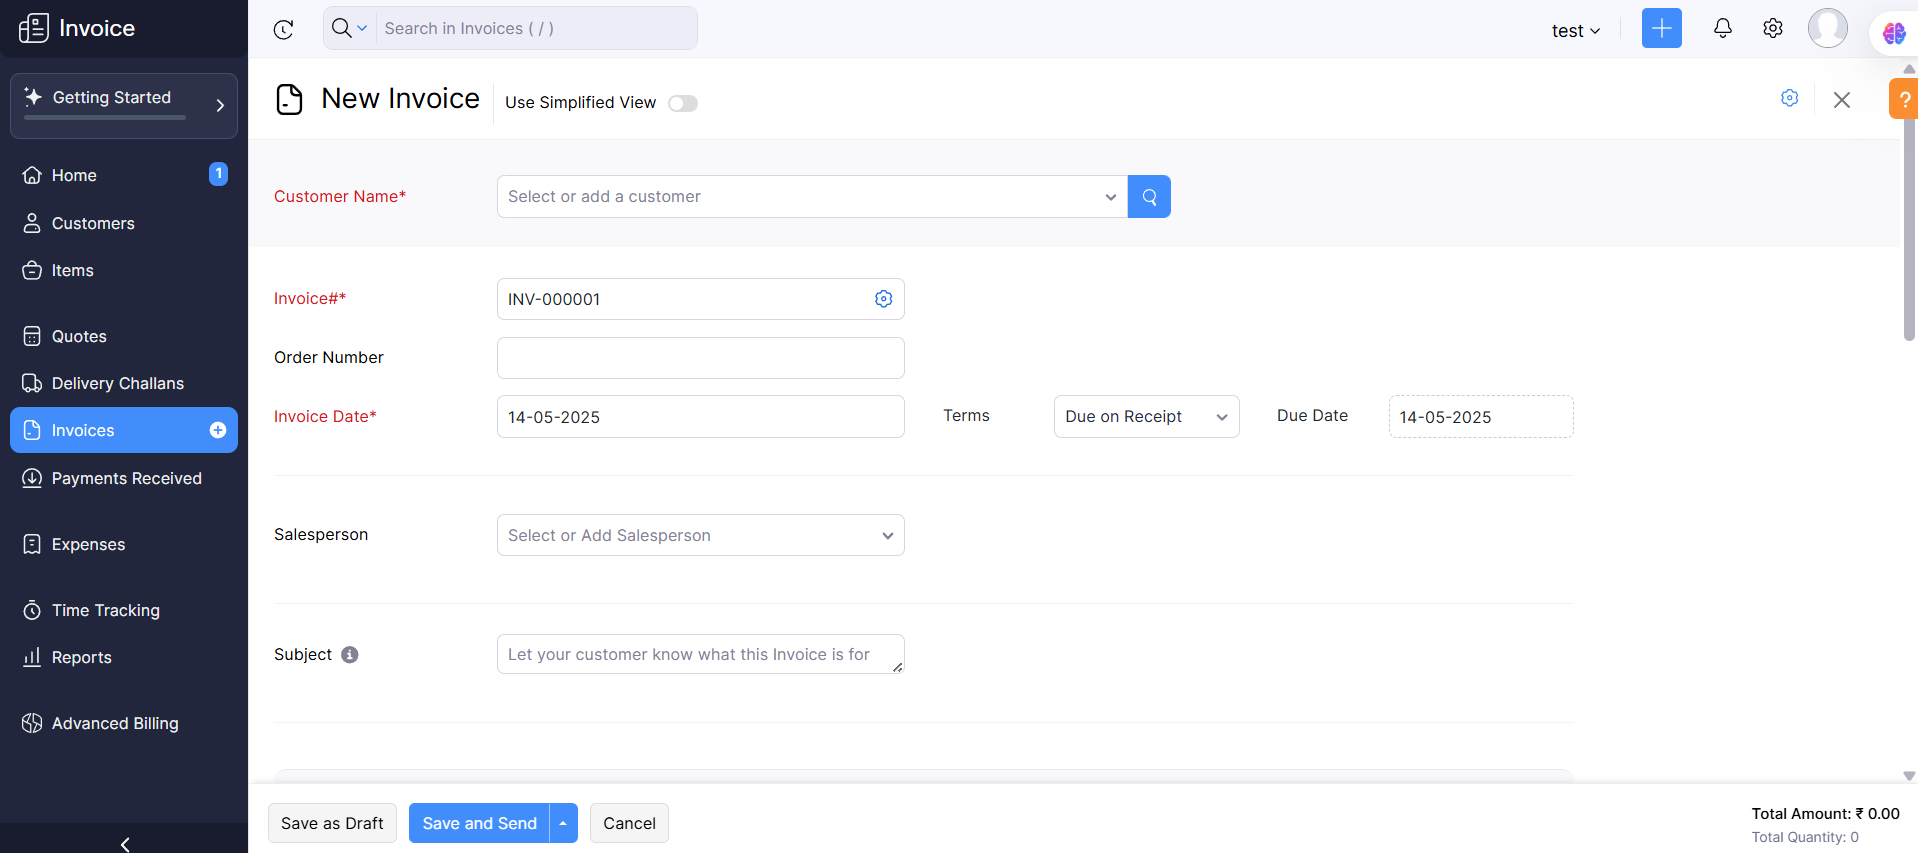 Invoice
Search in Invoices ( / )
test
Getting Started
New Invoice
Use Simplified View
?
Home
1
Customers
Items
Quotes
Delivery Challans
Invoices
Payments Received
Expenses
Time Tracking
Reports
Advanced Billing
Customer Name*
Select or add a customer
Invoice#*
INV-000001
Order Number
Invoice Date*
14-05-2025
Terms
Due on Receipt
Due Date
14-05-2025
Salesperson
Select or Add Salesperson
Subject
Let your customer know what this Invoice is for
Save as Draft
Save and Send
Cancel
Total Amount: ₹ 0.00
Total Quantity: 0